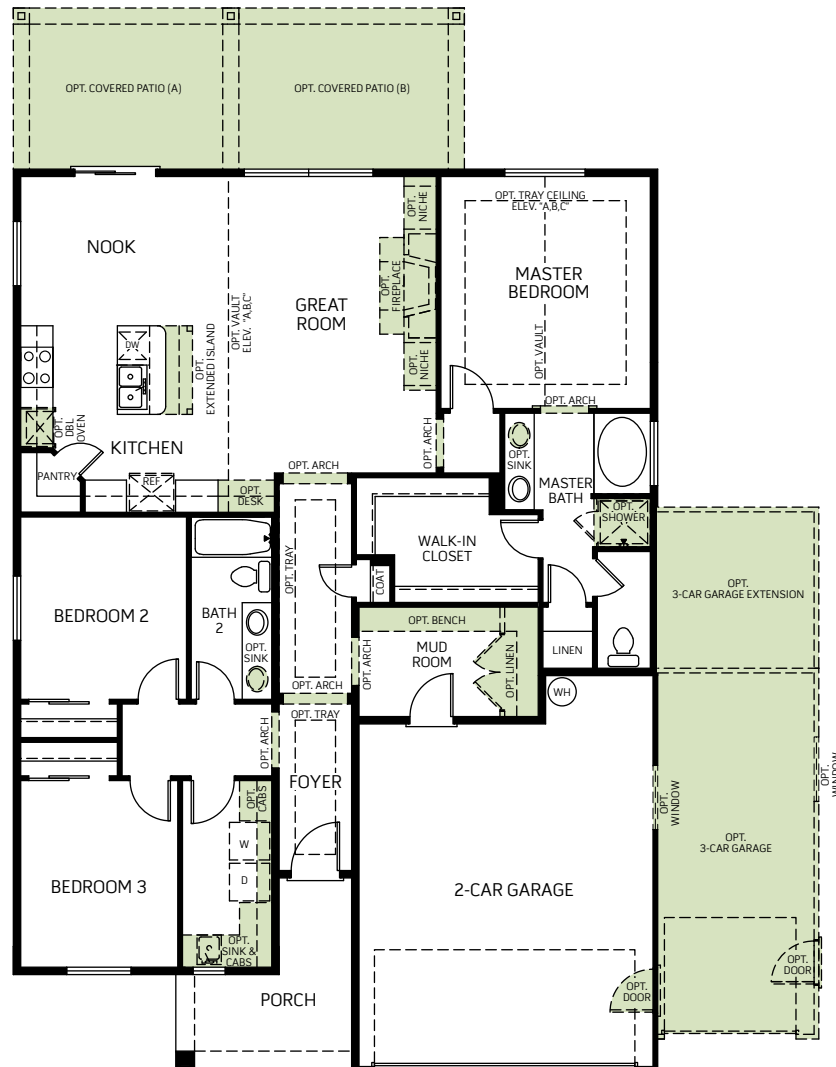 OPT. COVERED PATIO (A)
OPT. COVERED PATIO (B)
NOOK
GREAT
ROOM
OPT. VAULT
ELEV. "A,B,C"
OPT.
NICHE
OPT.
FIREPLACE
OPT.
NICHE
OPT. TRAY CEILING
ELEV. "A,B,C"
MASTER
BEDROOM
OPT. VAULT
OPT. ARCH
DW
OPT.
EXTENDED ISLAND
OPT.
DBL
OVEN
KITCHEN
PANTRY
REF.
OPT.
DESK
OPT. ARCH
OPT. ARCH
OPT.
SINK
MASTER
BATH
OPT.
SHOWER
WALK-IN
CLOSET
COAT
OPT. TRAY
BEDROOM 2
BATH
2
OPT.
SINK
OPT. ARCH
OPT. BENCH
MUD
ROOM
OPT. LINEN
OPT. ARCH
LINEN
WH
OPT.
3-CAR GARAGE EXTENSION
OPT. TRAY
OPT. ARCH
FOYER
OPT.
CABS
W
D
OPT.
SINK &
CABS
BEDROOM 3
2-CAR GARAGE
OPT.
WINDOW
OPT.
WINDOW
OPT.
3-CAR GARAGE
OPT.
DOOR
OPT.
DOOR
PORCH